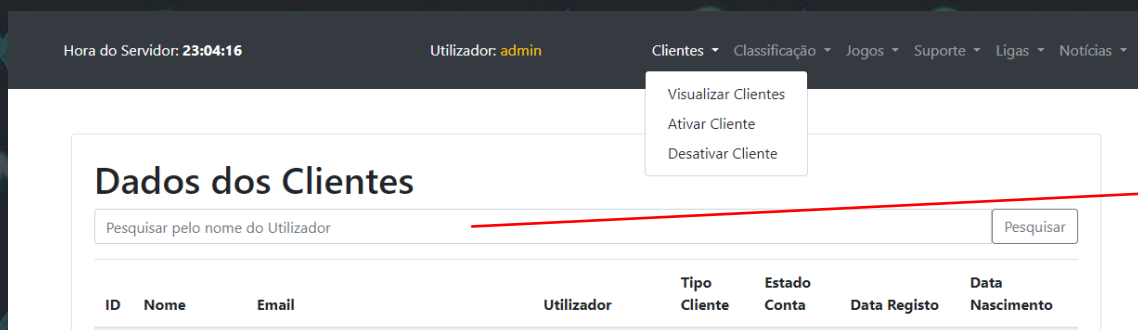 Hora do Servidor: 23:04:16 Utilizador: admin Clientes Classificação Jogos Suporte Ligas Notícias
Visualizar Clientes
Ativar Cliente
Desativar Cliente
Dados dos Clientes
Pesquisar pelo nome do Utilizador Pesquisar
ID Nome Email Utilizador Tipo Cliente Estado Conta Data Registo Data Nascimento